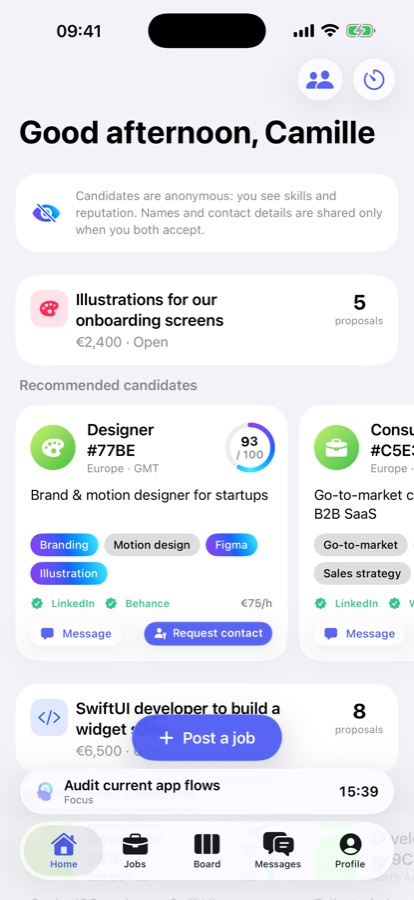 09:41
Good afternoon, Camille
Candidates are anonymous: you see skills and
reputation. Names and contact details are shared only
when you both accept.
Illustrations for our
onboarding screens
€2,400 · Open
5
proposals
Recommended candidates
Designer
#77BE
Europe · GMT
93
/ 100
Brand & motion designer for startups
Branding
Motion design
Figma
Illustration
LinkedIn
Behance
€75/h
Message
Request contact
#C5E3
Europe ·
Go-to-market
B2B SaaS
Go-to-market
Sales strategy
LinkedIn
Message
SwiftUI developer to build a
widget
€6,500 ·
8
proposals
+ Post a job
Audit current app flows
Focus
15:39
Home
Jobs
Board
Messages
Profile